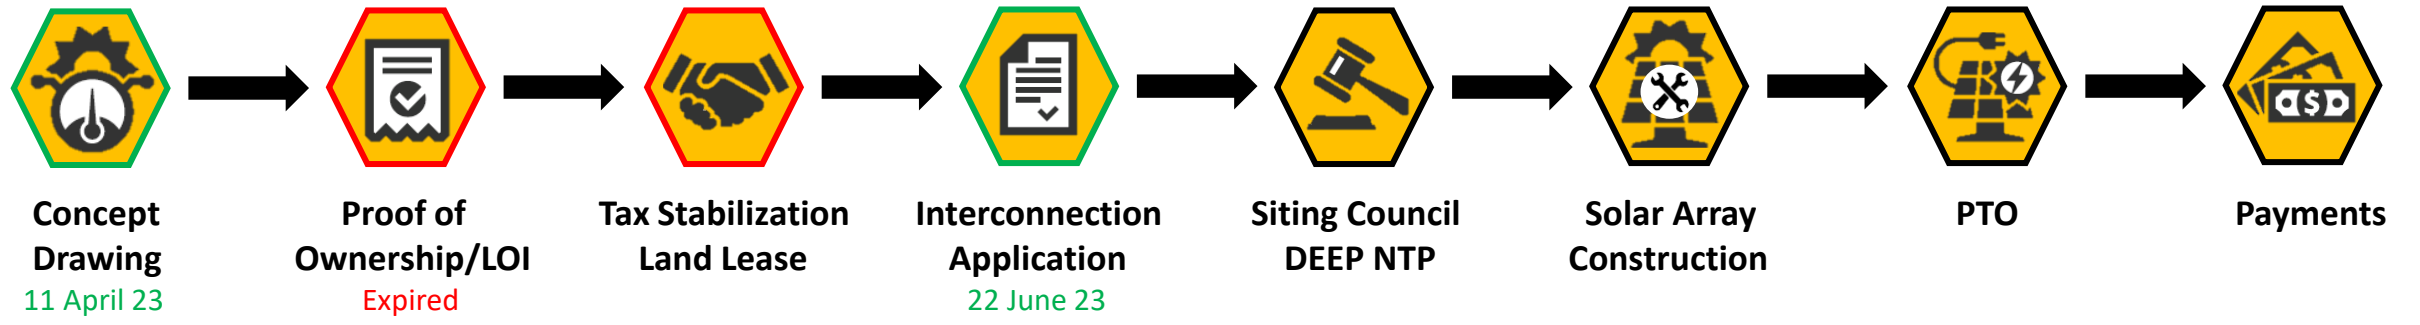 Concept
Drawing
11 April 23
Proof of
Ownership/LOI
Expired
Tax Stabilization
Land Lease
Interconnection
Application
22 June 23
Siting Council
DEEP NTP
Solar Array
Construction
PTO
Payments
$